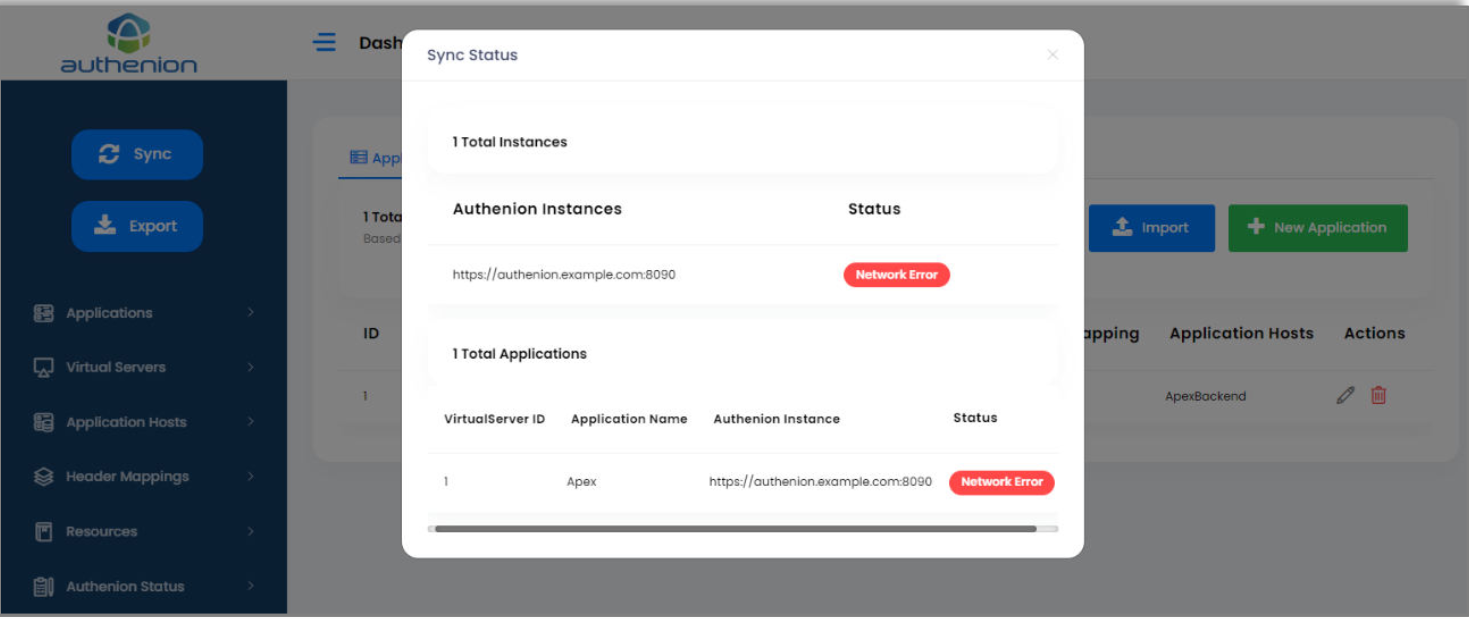 authenion
Dash
Sync
Export
Applications
Virtual Servers
Application Hosts
Header Mappings
Resources
Authenion Status
Appl
1 Tota
Based
Import
New Application
ID
apping Application Hosts Actions
1 ApexBackend
Sync Status
1 Total Instances
Authenion Instances Status
https://authenion.example.com:8090 Network Error
1 Total Applications
VirtualServer ID Application Name Authenion Instance Status
1 Apex https://authenion.example.com:8090 Network Error